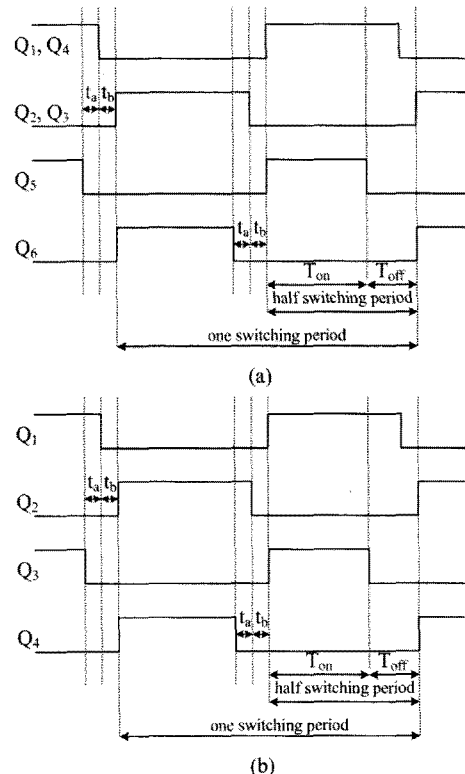 Q1, Q4
ta tb
Q2, Q3
Q5
ta tb
Q6
Ton Toff
half switching period
one switching period
(a)
Q1
ta tb
Q2
Q3
ta tb
Q4
Ton Toff
half switching period
one switching period
(b)